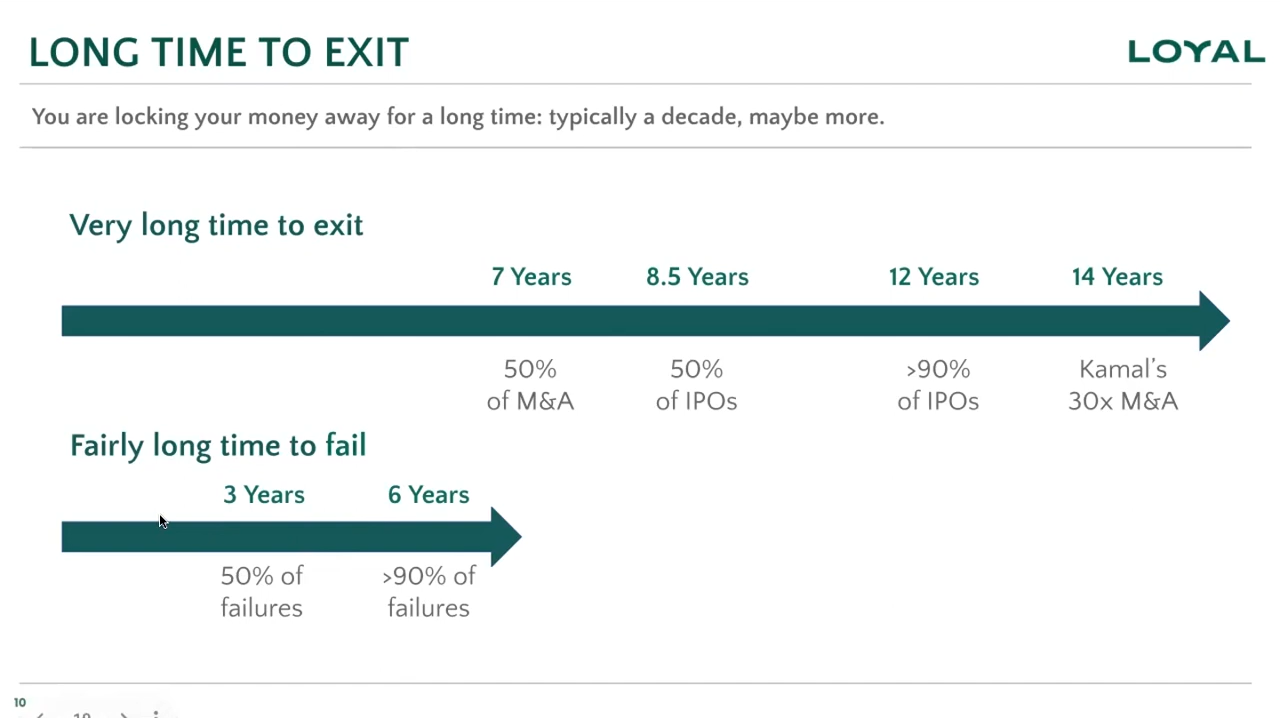 LONG TIME TO EXIT
LOYAL
You are locking your money away for a long time: typically a decade, maybe more.
Very long time to exit
7 Years 8.5 Years 12 Years 14 Years
50% 50% >90% Kamal’s
of M&A of IPOs of IPOs 30x M&A
Fairly long time to fail
3 Years 6 Years
50% of >90% of
failures failures
10